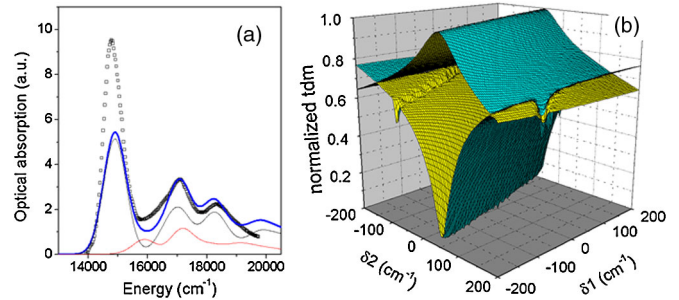 (a)
Optical absorption (a.u.)
10
8
6
4
2
0
14000 16000 18000 20000
Energy (cm-1)
(b)
normalized tdm
1.0
0.8
0.6
0.4
0.2
-200
-100
0
100
200
δ2 (cm-1)
-200
-100
0
100
200
δ1 (cm-1)